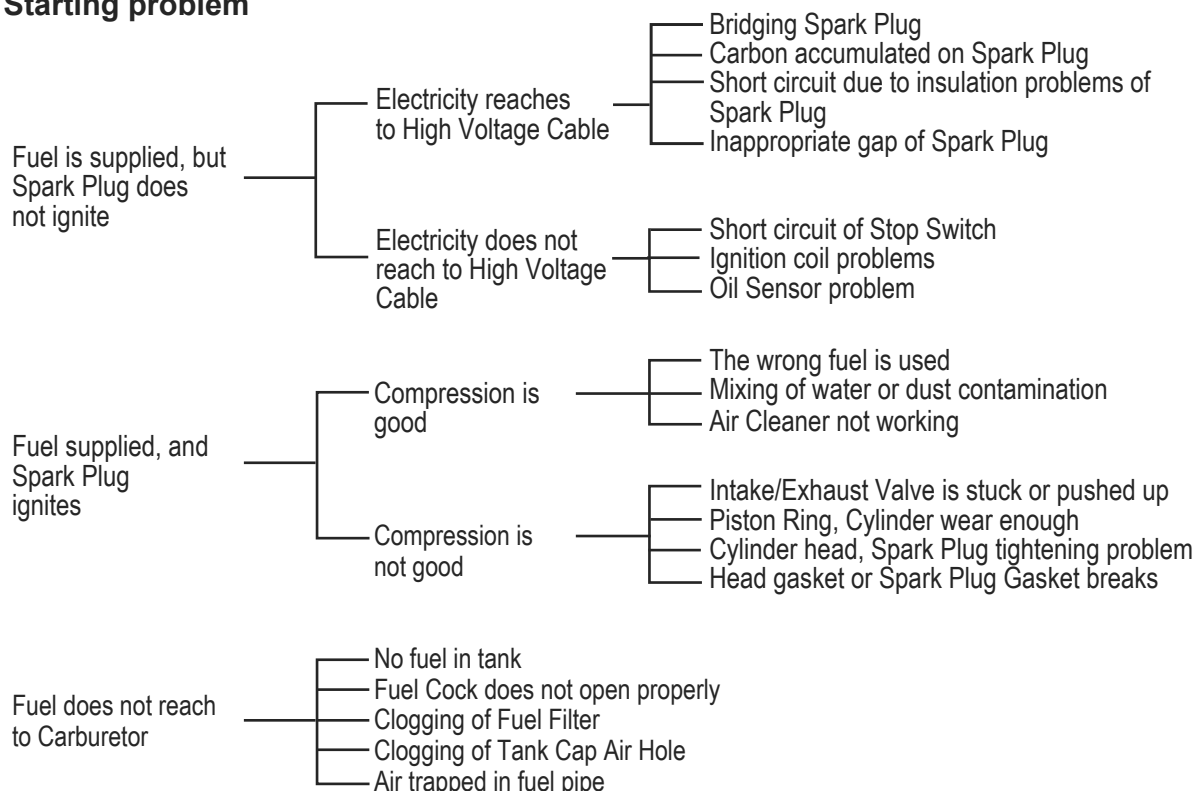 Starting problem
Fuel is supplied, but
Spark Plug does
not ignite
Electricity reaches
to High Voltage Cable
Bridging Spark Plug
Carbon accumulated on Spark Plug
Short circuit due to insulation problems of
Spark Plug
Inappropriate gap of Spark Plug
Electricity does not
reach to High Voltage
Cable
Short circuit of Stop Switch
Ignition coil problems
Oil Sensor problem
Fuel supplied, and
Spark Plug
ignites
Compression is
good
The wrong fuel is used
Mixing of water or dust contamination
Air Cleaner not working
Compression is
not good
Intake/Exhaust Valve is stuck or pushed up
Piston Ring, Cylinder wear enough
Cylinder head, Spark Plug tightening problem
Head gasket or Spark Plug Gasket breaks
Fuel does not reach
to Carburetor
No fuel in tank
Fuel Cock does not open properly
Clogging of Fuel Filter
Clogging of Tank Cap Air Hole
Air trapped in fuel pipe